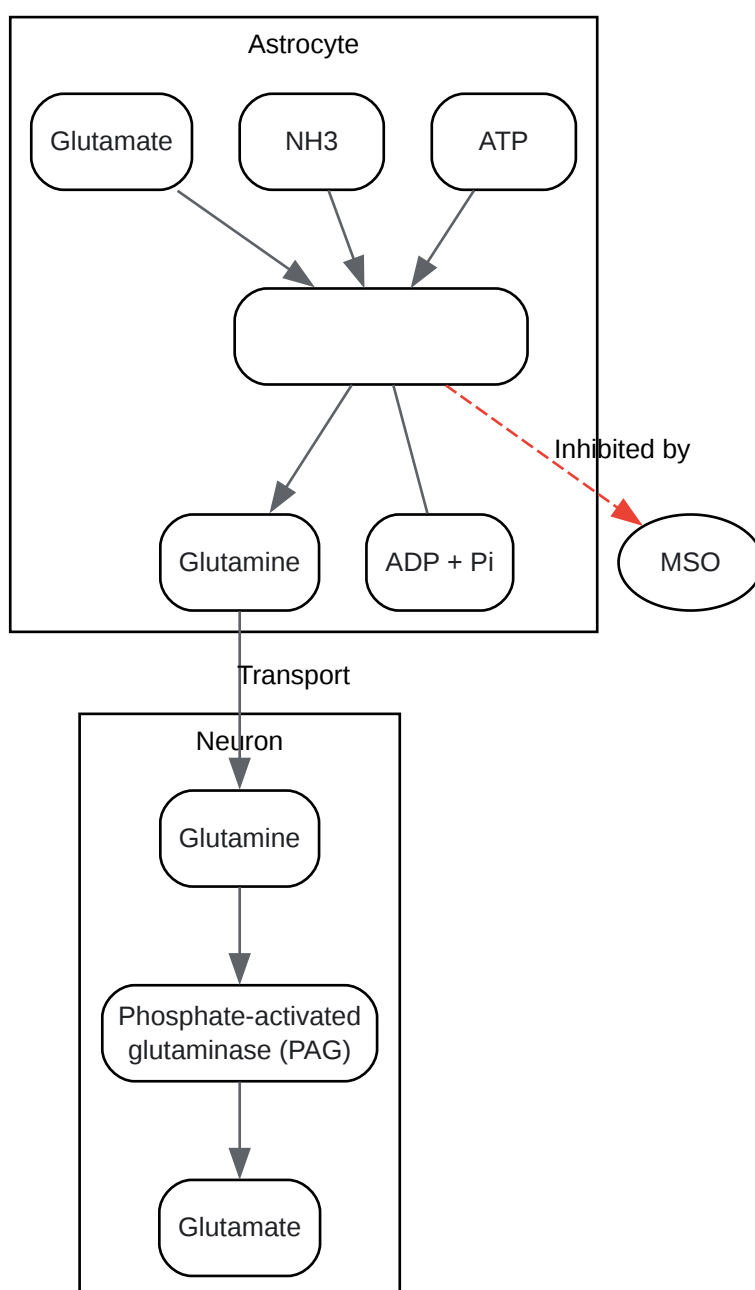 Astrocyte
Glutamate
NH3
ATP
Inhibited by
Glutamine
ADP + Pi
MSO
Transport
Neuron
Glutamine
Phosphate-activated
glutaminase (PAG)
Glutamate